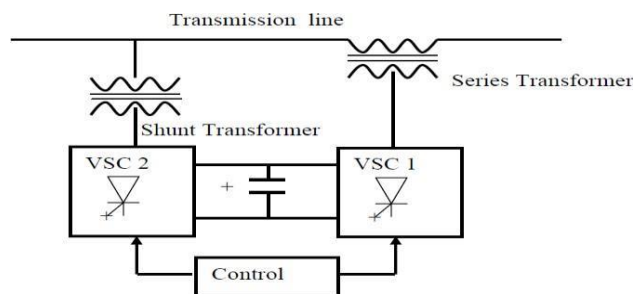 Transmission line
Series Transformer
Shunt Transformer
VSC 2
VSC 1
+
Control